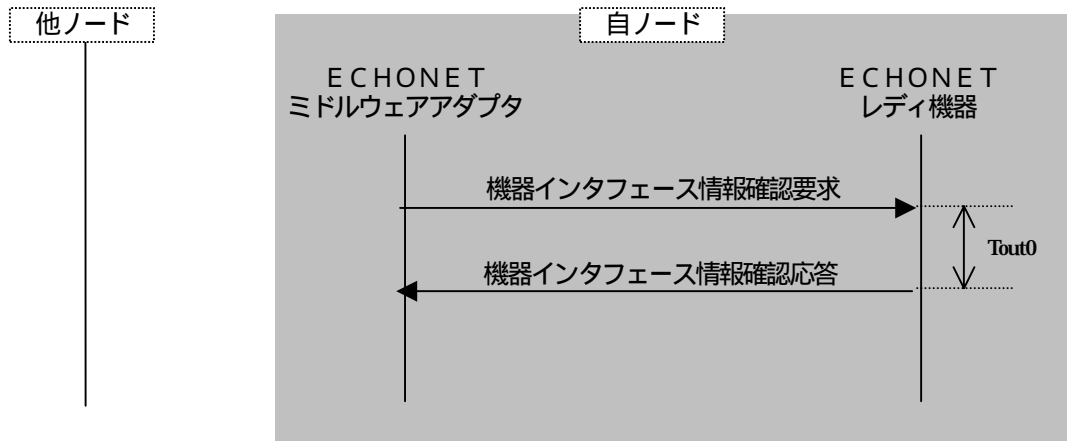 他ノード
自ノード
ECHONET
ミドルウェアアダプタ
ECHONET
レディ機器
機器インタフェース情報確認要求
Tout0
機器インタフェース情報確認応答